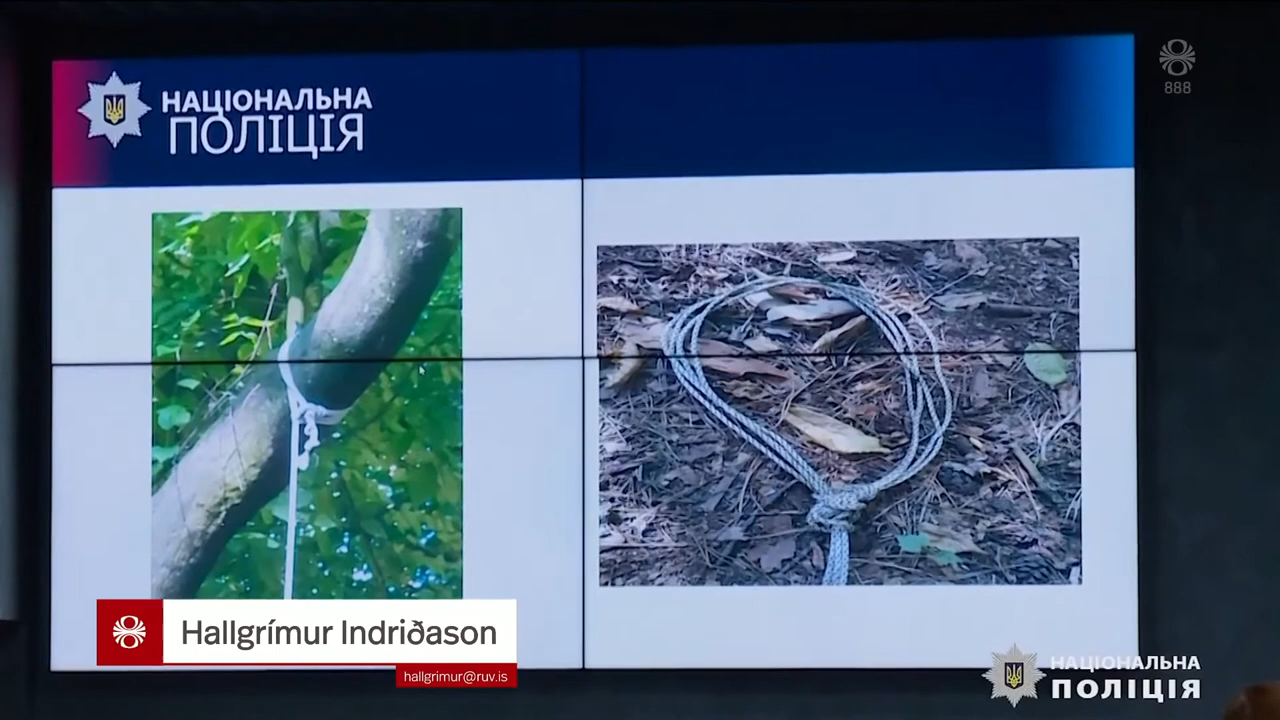 НАЦІОНАЛЬНА
ПОЛІЦІЯ
888
Hallgrímur Indriðason
hallgrimur@ruv.is
НАЦІОНАЛЬНА
ПОЛІЦІЯ